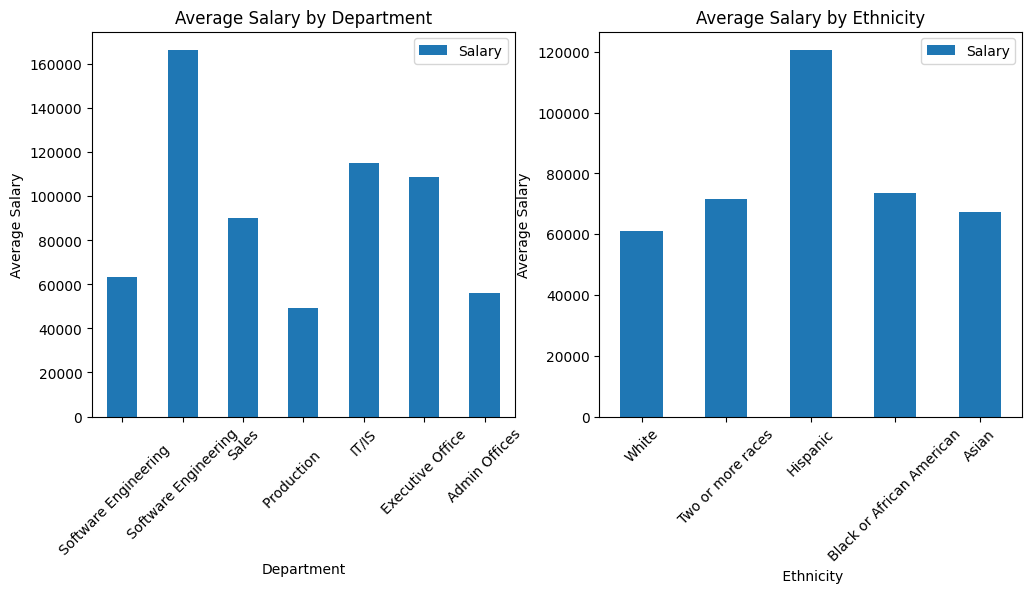 Average Salary by Department
Salary
Average Salary
160000
140000
120000
100000
80000
60000
40000
20000
0
Software Engineering
Software Engineering
Sales
Production
IT/IS
Executive Office
Admin Offices
Department
Average Salary by Ethnicity
Salary
Average Salary
120000
100000
80000
60000
40000
20000
0
White
Two or more races
Hispanic
Black or African American
Asian
Ethnicity